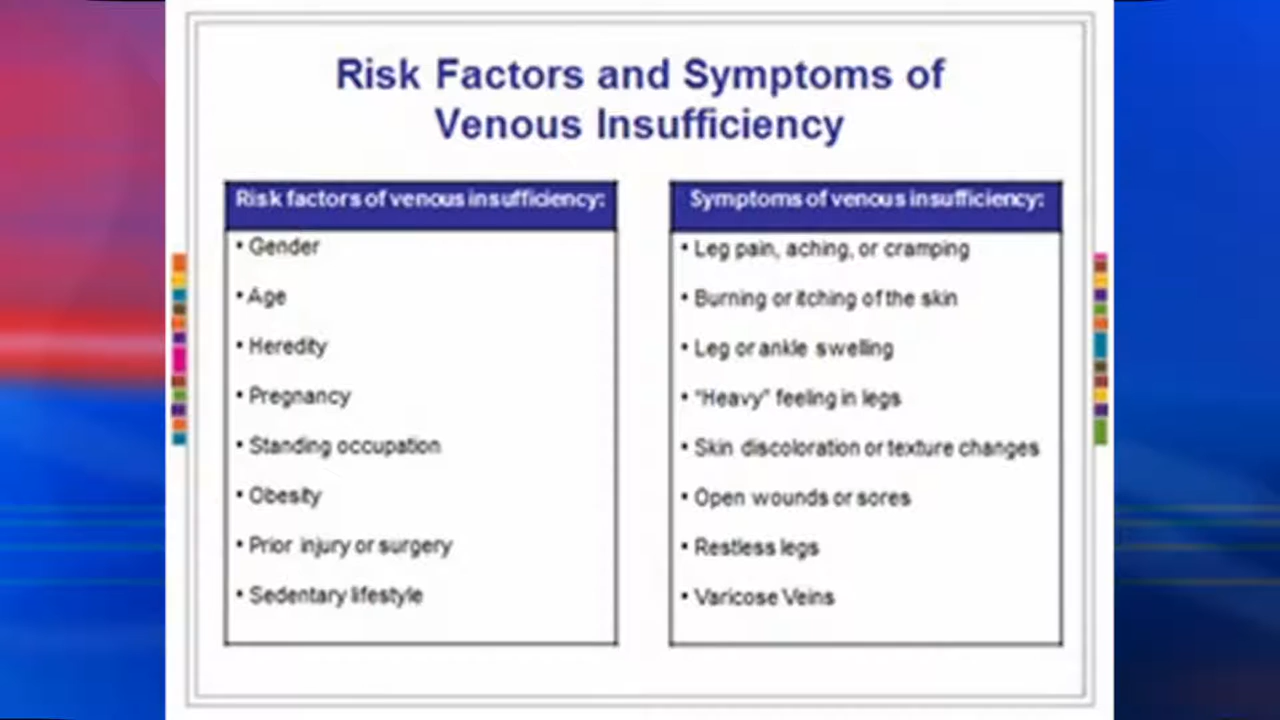 Risk Factors and Symptoms of
Venous Insufficiency
Risk factors of venous insufficiency:
• Gender
• Age
• Heredity
• Pregnancy
• Standing occupation
• Obesity
• Prior injury or surgery
• Sedentary lifestyle
Symptoms of venous insufficiency:
• Leg pain, aching, or cramping
• Burning or itching of the skin
• Leg or ankle swelling
• "Heavy" feeling in legs
• Skin discoloration or texture changes
• Open wounds or sores
• Restless legs
• Varicose Veins